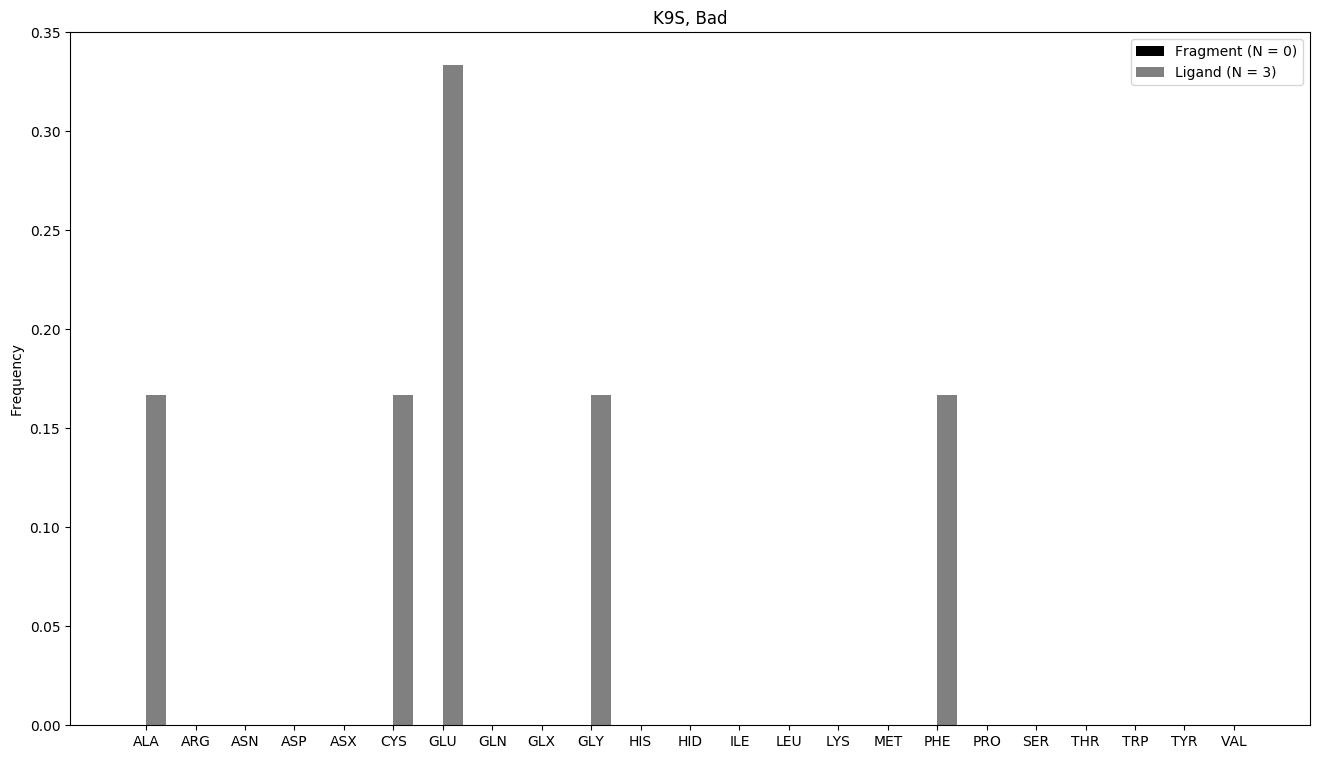 K9S, Bad
Fragment (N = 0)
Ligand (N = 3)
Frequency
0.35
0.30
0.25
0.20
0.15
0.10
0.05
0.00
ALA ARG ASN ASP ASX CYS GLU GLN GLX GLY HIS HID ILE LEU LYS MET PHE PRO SER THR TRP TYR VAL